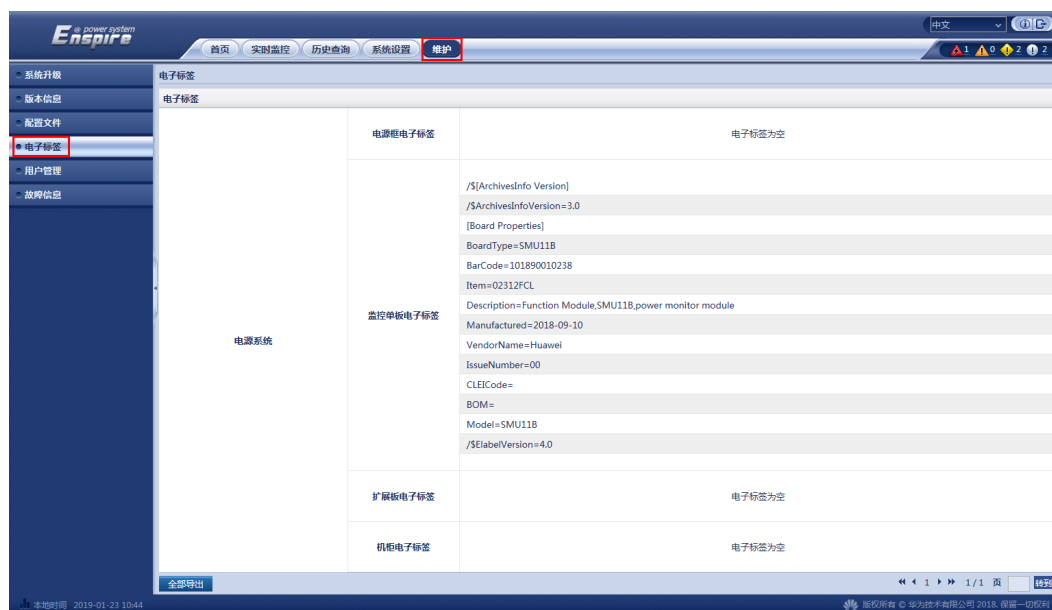 Enspire @ power system
中文
首页 实时监控 历史查询 系统设置 维护
1 0 2 2
系统升级
版本信息
配置文件
电子标签
用户管理
故障信息
电子标签
电子标签
电源系统
电源框电子标签
电子标签为空
监控单板电子标签
/$[ArchivesInfo Version]
/$ArchivesInfoVersion=3.0
[Board Properties]
BoardType=SMU11B
BarCode=101890010238
Item=02312FCL
Description=Function Module,SMU11B,power monitor module
Manufactured=2018-09-10
VendorName=Huawei
IssueNumber=00
CLEICode=
BOM=
Model=SMU11B
/$ElabelVersion=4.0
扩展板电子标签
电子标签为空
机柜电子标签
电子标签为空
全部导出
1 1/1 页 转到
本地时间 2019-01-23 10:44
版权所有 © 华为技术有限公司 2018. 保留一切权利